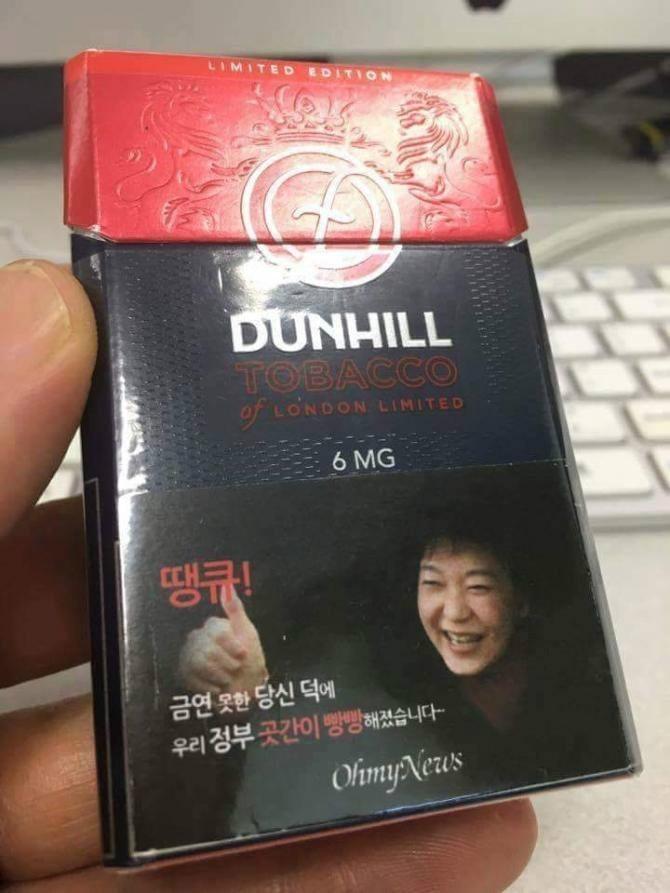 LIMITED EDITION
DUNHILL
TOBACCO
of LONDON LIMITED
6 MG
땡큐!
금연 못한 당신 덕에
우리 정부 곳간이 빵빵해졌습니다~
OhmyNews